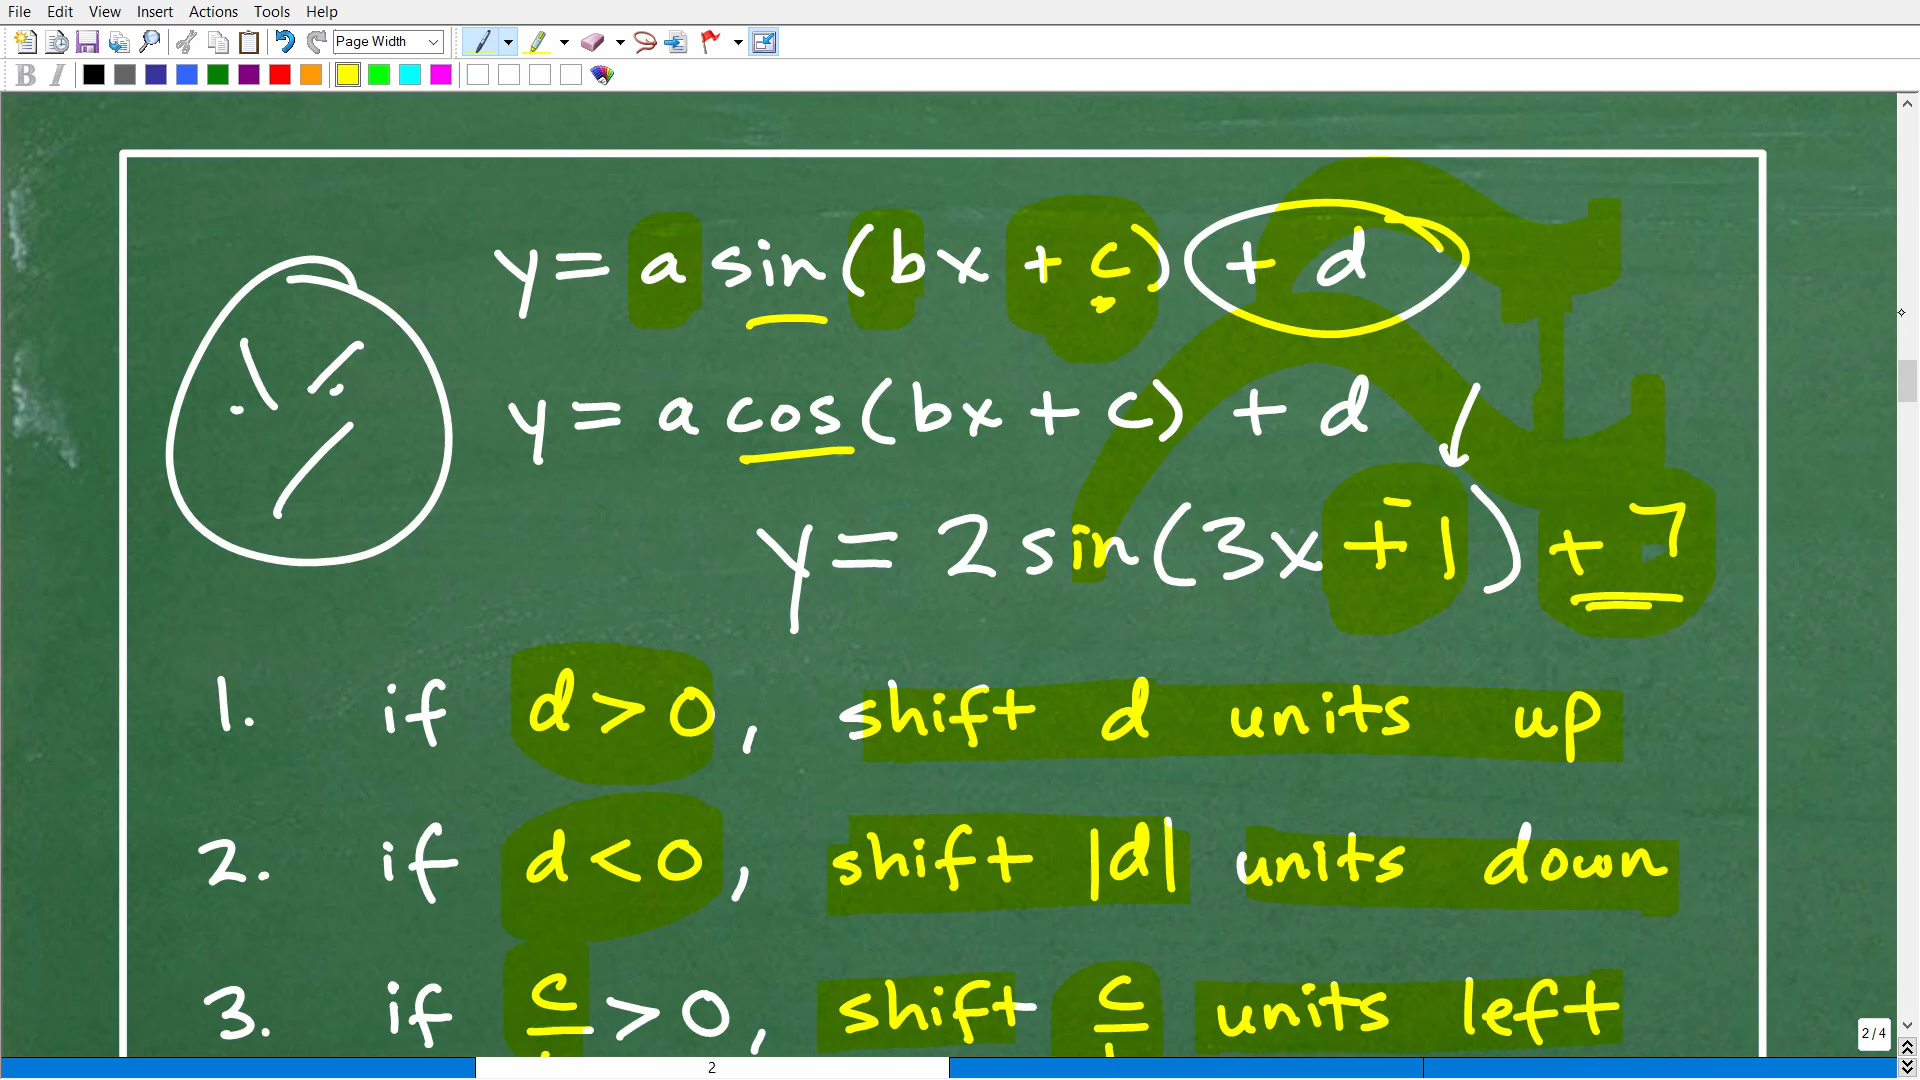 File Edit View Insert Actions Tools Help
Page Width
B I
y = a sin(bx + c) + d
y = a cos(bx + c) + d
y = 2 sin(3x + - 1) + 7
1. if d > 0, shift d units up
2. if d < 0, shift |d| units down
3. if c/ > 0, shift c/ units left
2 / 4
2